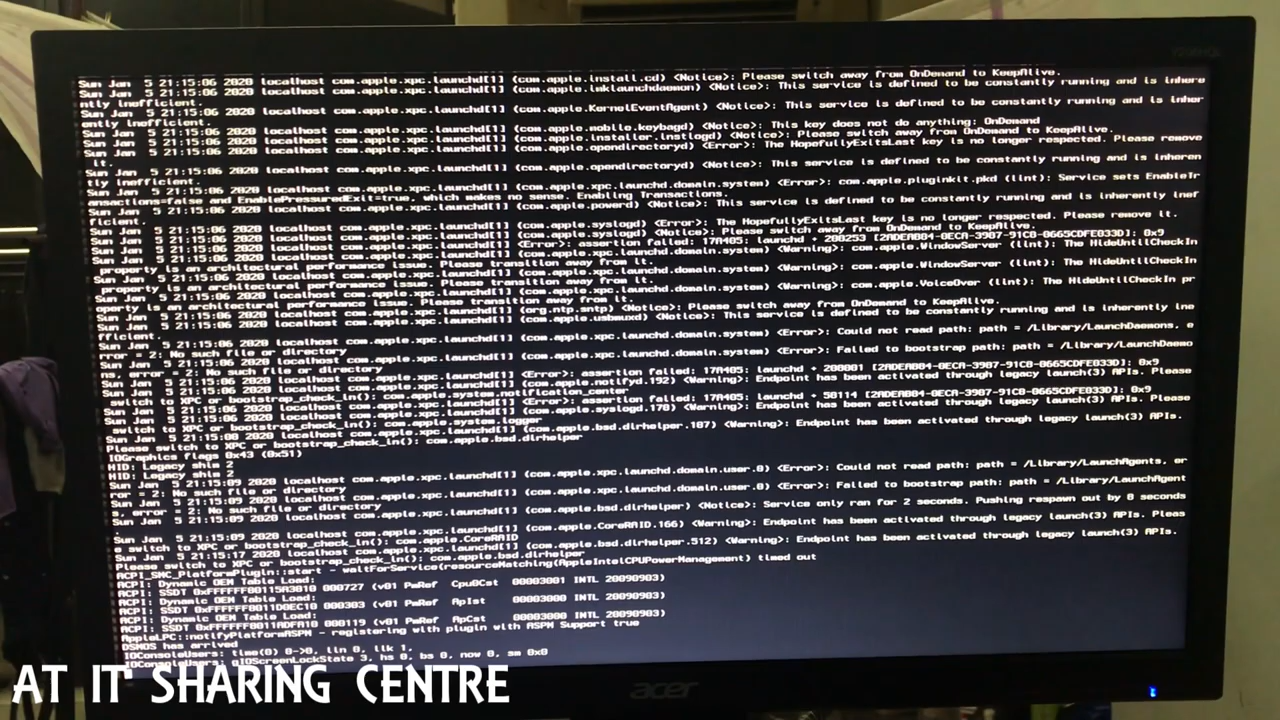 Sun Jan 5 21:15:06 2020 localhost com.apple.xpc.launchd[1] (com.apple.install.cd) <Notice>: Please switch away from OnDemand to KeepAlive.
Sun Jan 5 21:15:06 2020 localhost com.apple.xpc.launchd[1] (com.apple.wklaunchdaemon) <Notice>: This service is defined to be constantly running and is inhere
ntly inefficient.
Sun Jan 5 21:15:06 2020 localhost com.apple.xpc.launchd[1] (com.apple.KernelEventAgent) <Notice>: This service is defined to be constantly running and is inher
ently inefficient.
Sun Jan 5 21:15:06 2020 localhost com.apple.xpc.launchd[1] (com.apple.mobile.keybagd) <Notice>: This key does not do anything: OnDemand
Sun Jan 5 21:15:06 2020 localhost com.apple.xpc.launchd[1] (com.apple.installer.instlogd) <Notice>: Please switch away from OnDemand to KeepAlive.
Sun Jan 5 21:15:06 2020 localhost com.apple.xpc.launchd[1] (com.apple.opendirectoryd) <Error>: The HopefullyExitsLast key is no longer respected. Please remove
it.
Sun Jan 5 21:15:06 2020 localhost com.apple.xpc.launchd[1] (com.apple.opendirectoryd) <Notice>: This service is defined to be constantly running and is inheren
tly inefficient.
Sun Jan 5 21:15:06 2020 localhost com.apple.xpc.launchd[1] (com.apple.xpc.launchd.domain.system) <Error>: com.apple.pluginkit.pkd (lint): Service sets EnableTr
ansactions=false and EnablePressuredExit=true, which makes no sense. Enabling Transactions.
Sun Jan 5 21:15:06 2020 localhost com.apple.xpc.launchd[1] (com.apple.powerd) <Notice>: This service is defined to be constantly running and is inherently inef
ficient.
Sun Jan 5 21:15:06 2020 localhost com.apple.xpc.launchd[1] (com.apple.syslogd) <Error>: The HopefullyExitsLast key is no longer respected. Please remove it.
Sun Jan 5 21:15:06 2020 localhost com.apple.xpc.launchd[1] (com.apple.syslogd) <Notice>: Please switch away from OnDemand to KeepAlive.
Sun Jan 5 21:15:06 2020 localhost com.apple.xpc.launchd[1] <Error>: assertion failed: 17A405: launchd + 200253 [2ADEABB4-0ECA-3907-91CB-0665CDFE033D]: 0x9
Sun Jan 5 21:15:06 2020 localhost com.apple.xpc.launchd[1] (com.apple.xpc.launchd.domain.system) <Warning>: com.apple.WindowServer (lint): The HideUntilCheckIn
property is an architectural performance issue. Please transition away from it.
Sun Jan 5 21:15:06 2020 localhost com.apple.xpc.launchd[1] (com.apple.xpc.launchd.domain.system) <Warning>: com.apple.WindowServer (lint): The HideUntilCheckIn
property is an architectural performance issue. Please transition away from it.
Sun Jan 5 21:15:06 2020 localhost com.apple.xpc.launchd[1] (com.apple.xpc.launchd.domain.system) <Warning>: com.apple.VoiceOver (lint): The HideUntilCheckIn pr
operty is an architectural performance issue. Please transition away from it.
Sun Jan 5 21:15:06 2020 localhost com.apple.xpc.launchd[1] (org.ntp.sntp) <Notice>: Please switch away from OnDemand to KeepAlive.
Sun Jan 5 21:15:06 2020 localhost com.apple.xpc.launchd[1] (com.apple.usbmuxd) <Notice>: This service is defined to be constantly running and is inherently ine
fficient.
Sun Jan 5 21:15:06 2020 localhost com.apple.xpc.launchd[1] (com.apple.xpc.launchd.domain.system) <Error>: Could not read path: path = /Library/LaunchDaemons, e
rror = 2: No such file or directory
Sun Jan 5 21:15:06 2020 localhost com.apple.xpc.launchd[1] (com.apple.xpc.launchd.domain.system) <Error>: Failed to bootstrap path: path = /Library/LaunchDaemo
ns, error = 2: No such file or directory
Sun Jan 5 21:15:06 2020 localhost com.apple.xpc.launchd[1] <Error>: assertion failed: 17A405: launchd + 200001 [2ADEABB4-0ECA-3907-91CB-0665CDFE033D]: 0x9
Sun Jan 5 21:15:06 2020 localhost com.apple.xpc.launchd[1] (com.apple.notifyd.192) <Warning>: Endpoint has been activated through legacy launch(3) APIs. Please
switch to XPC or bootstrap_check_in(): com.apple.system.notification_center
Sun Jan 5 21:15:06 2020 localhost com.apple.xpc.launchd[1] <Error>: assertion failed: 17A405: launchd + 58114 [2ADEABB4-0ECA-3907-91CB-0665CDFE033D]: 0x9
Sun Jan 5 21:15:06 2020 localhost com.apple.xpc.launchd[1] (com.apple.syslogd.178) <Warning>: Endpoint has been activated through legacy launch(3) APIs. Please
switch to XPC or bootstrap_check_in(): com.apple.system.logger
Sun Jan 5 21:15:08 2020 localhost com.apple.xpc.launchd[1] (com.apple.bsd.dirhelper.187) <Warning>: Endpoint has been activated through legacy launch(3) APIs.
Please switch to XPC or bootstrap_check_in(): com.apple.bsd.dirhelper
IOGraphics flags 0x43 (0x51)
HID: Legacy shim 2
HID: Legacy shim 2
Sun Jan 5 21:15:09 2020 localhost com.apple.xpc.launchd[1] (com.apple.xpc.launchd.domain.user.0) <Error>: Could not read path: path = /Library/LaunchAgents, er
ror = 2: No such file or directory
Sun Jan 5 21:15:09 2020 localhost com.apple.xpc.launchd[1] (com.apple.xpc.launchd.domain.user.0) <Error>: Failed to bootstrap path: path = /Library/LaunchAgent
s, error = 2: No such file or directory
Sun Jan 5 21:15:09 2020 localhost com.apple.xpc.launchd[1] (com.apple.bsd.dirhelper) <Notice>: Service only ran for 2 seconds. Pushing respawn out by 8 seconds
.
Sun Jan 5 21:15:09 2020 localhost com.apple.xpc.launchd[1] (com.apple.CoreRAID.166) <Warning>: Endpoint has been activated through legacy launch(3) APIs. Pleas
e switch to XPC or bootstrap_check_in(): com.apple.CoreRAID
Sun Jan 5 21:15:17 2020 localhost com.apple.xpc.launchd[1] (com.apple.bsd.dirhelper.512) <Warning>: Endpoint has been activated through legacy launch(3) APIs.
Please switch to XPC or bootstrap_check_in(): com.apple.bsd.dirhelper
ACPI_SMC_PlatformPlugin::start - waitForService(resourceMatching(AppleIntelCPUPowerManagement) timed out
ACPI: Dynamic OEM Table Load:
ACPI: SSDT 0xFFFFFF80115A3810 000727 (v01 PmRef Cpu0Cst 00003001 INTL 20090903)
ACPI: Dynamic OEM Table Load:
ACPI: SSDT 0xFFFFFF8011D0EC10 000303 (v01 PmRef ApIst 00003000 INTL 20090903)
ACPI: Dynamic OEM Table Load:
ACPI: SSDT 0xFFFFFF8011ADFA10 000119 (v01 PmRef ApCst 00003000 INTL 20090903)
AppleLPC::notifyPlatformASPM - registering with plugin with ASPM Support true
DSMOS has arrived
IOConsoleUsers: time(0) 0->0, lin 0, llk 1,
IOConsoleUsers: gIOScreenLockState 3, hs 0, bs 0, now 0, sm 0x0
acer
AT IT SHARING CENTRE